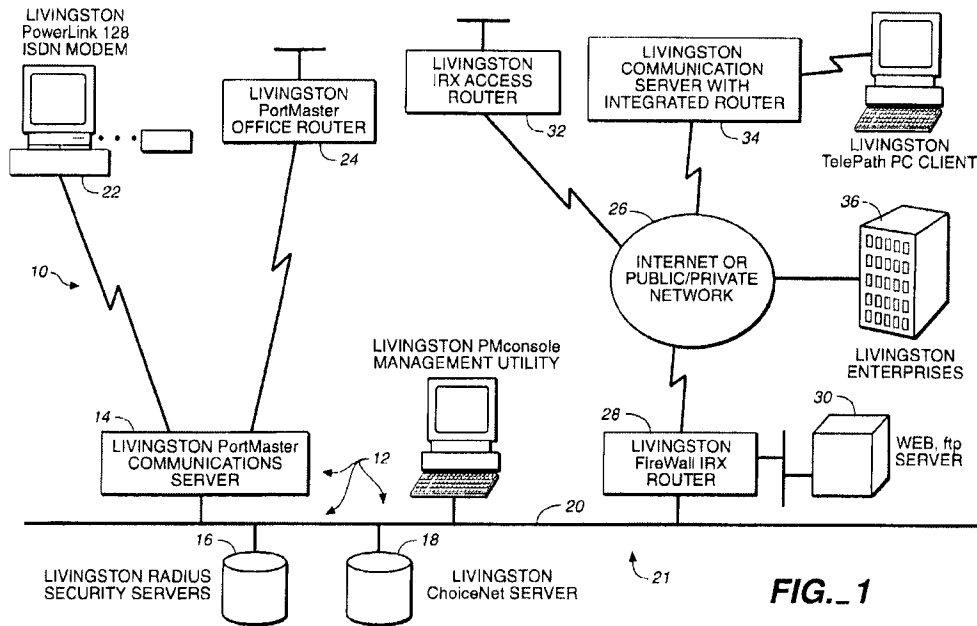 LIVINGSTON
PowerLink 128
ISDN MODEM
22
LIVINGSTON
PortMaster
OFFICE ROUTER
24
LIVINGSTON
IRX ACCESS
ROUTER
32
LIVINGSTON
COMMUNICATION
SERVER WITH
INTEGRATED ROUTER
34
LIVINGSTON
TelePath PC CLIENT
10
26
INTERNET OR
PUBLIC/PRIVATE
NETWORK
36
LIVINGSTON
ENTERPRISES
LIVINGSTON PMconsole
MANAGEMENT UTILITY
14
LIVINGSTON PortMaster
COMMUNICATIONS
SERVER
12
28
LIVINGSTON
FireWall IRX
ROUTER
30
WEB, ftp
SERVER
20
16
LIVINGSTON RADIUS
SECURITY SERVERS
18
LIVINGSTON
ChoiceNet SERVER
21
FIG._1